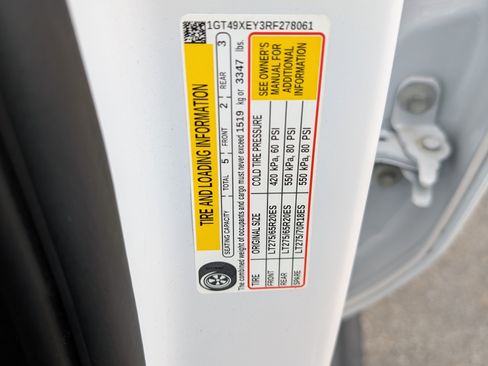 1GT49XEY3RF278061
TIRE AND LOADING INFORMATION
SEATING CAPACITY TOTAL 5 FRONT 2 REAR 3
The combined weight of occupants and cargo must never exceed 1519 kg or 3347 lbs.
TIRE ORIGINAL SIZE COLD TIRE PRESSURE
FRONT LT275/65R20ES 420 kPa, 60 PSI
REAR LT275/65R20ES 550 kPa, 80 PSI
SPARE LT275/70R18ES 550 kPa, 80 PSI
SEE OWNER'S
MANUAL FOR
ADDITIONAL
INFORMATION